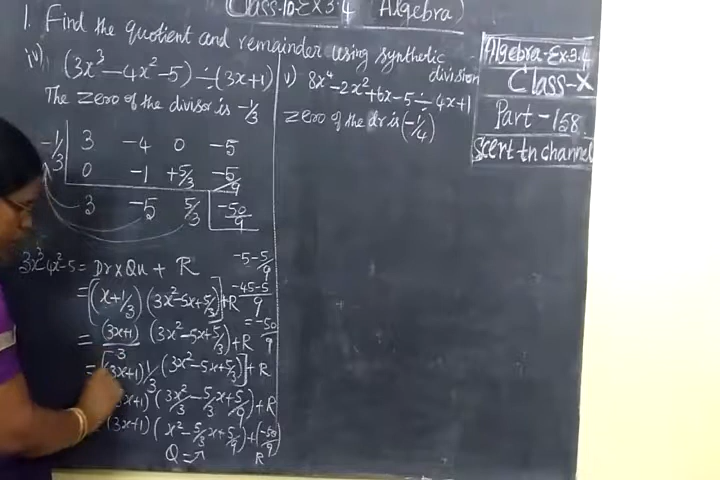 Class-10-EX 3.4 Algebra)
1. Find the quotient and remainder using synthetic division
iv) (3x³-4x²-5) ÷ (3x+1)
The zero of the divisor is -1/3
-1/3 | 3 -4 0 -5
0 -1 +5/3 -5/9
3 -5 5/3 | -50/9
3x³-4x²-5 = Dr x Qu + R
= [(x+1/3) (3x²-5x+5/3)] + R
= (3x+1)/3 (3x²-5x+5/3) + R
= [(3x+1) 1/3 (3x²-5x+5/3)] + R
3x+1) (3x²/3 - 5/3 x + 5/9) + R
(3x+1) (x² - 5/3 x + 5/9) + (-50/9)
Q = ↗ R
-5-5/9
-45-5/9
= -50/9
v) 8x⁴-2x²+6x-5 ÷ 4x+1
zero of the dr is (-1/4)
Algebra-Ex-3.4
Class-X
Part-158
Scert tn channel